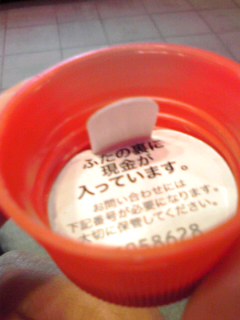 ふたの裏に
現金が
入っています。
お問い合わせには
下記番号が必要になります。
大切に保管してください。
058628